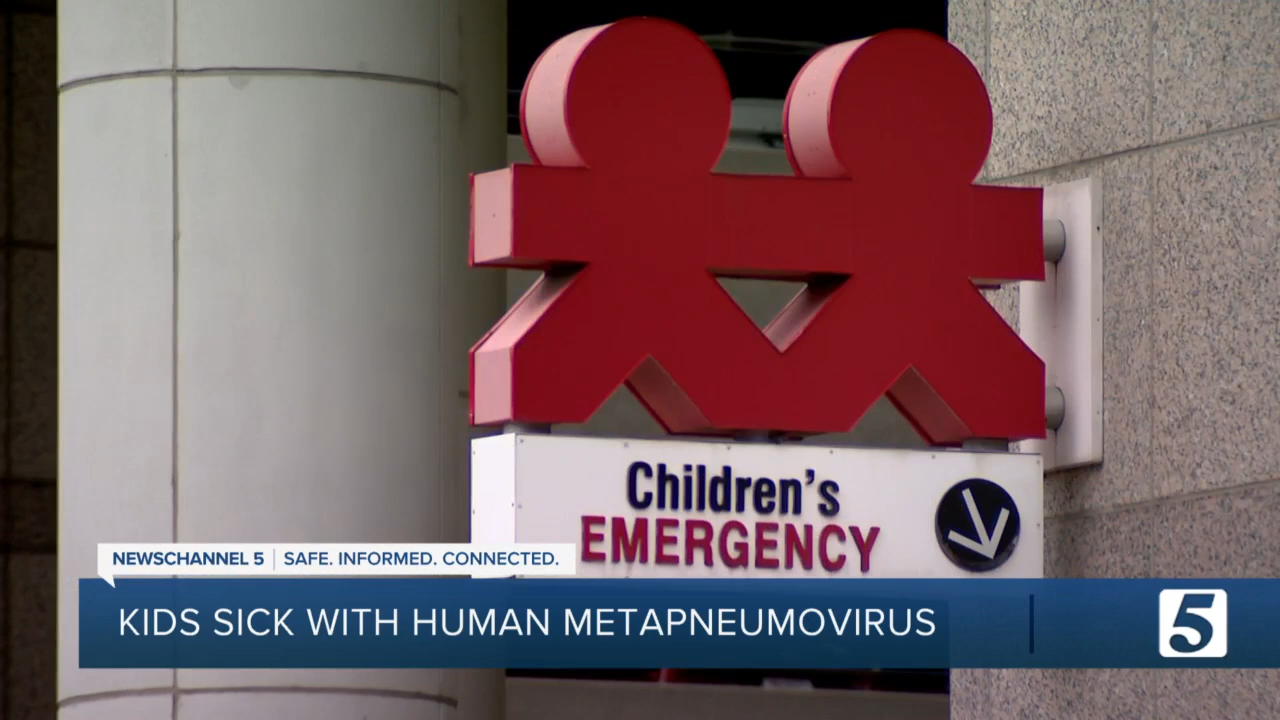 Children's
EMERGENCY
NEWSCHANNEL 5 | SAFE. INFORMED. CONNECTED.
KIDS SICK WITH HUMAN METAPNEUMOVIRUS
5